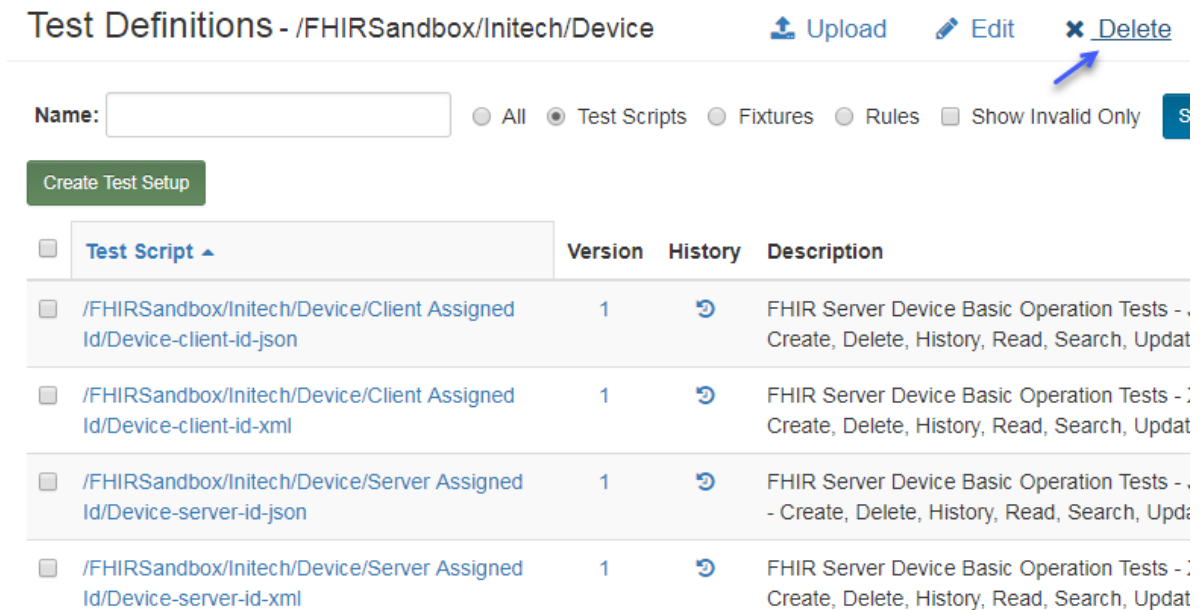 Test Definitions - /FHIRSandbox/Initech/Device Upload Edit Delete
Name: All Test Scripts Fixtures Rules Show Invalid Only
Create Test Setup
Test Script Version History Description
/FHIRSandbox/Initech/Device/Client Assigned 1 FHIR Server Device Basic Operation Tests -
Id/Device-client-id-json Create, Delete, History, Read, Search,
/FHIRSandbox/Initech/Device/Client Assigned 1 FHIR Server Device Basic Operation Tests -
Id/Device-client-id-xml Create, Delete, History, Read, Search,
/FHIRSandbox/Initech/Device/Server Assigned 1 FHIR Server Device Basic Operation Tests -
Id/Device-server-id-json - Create, Delete, History, Read, Search,
/FHIRSandbox/Initech/Device/Server Assigned 1 FHIR Server Device Basic Operation Tests -
Id/Device-server-id-xml Create, Delete, History, Read, Search,